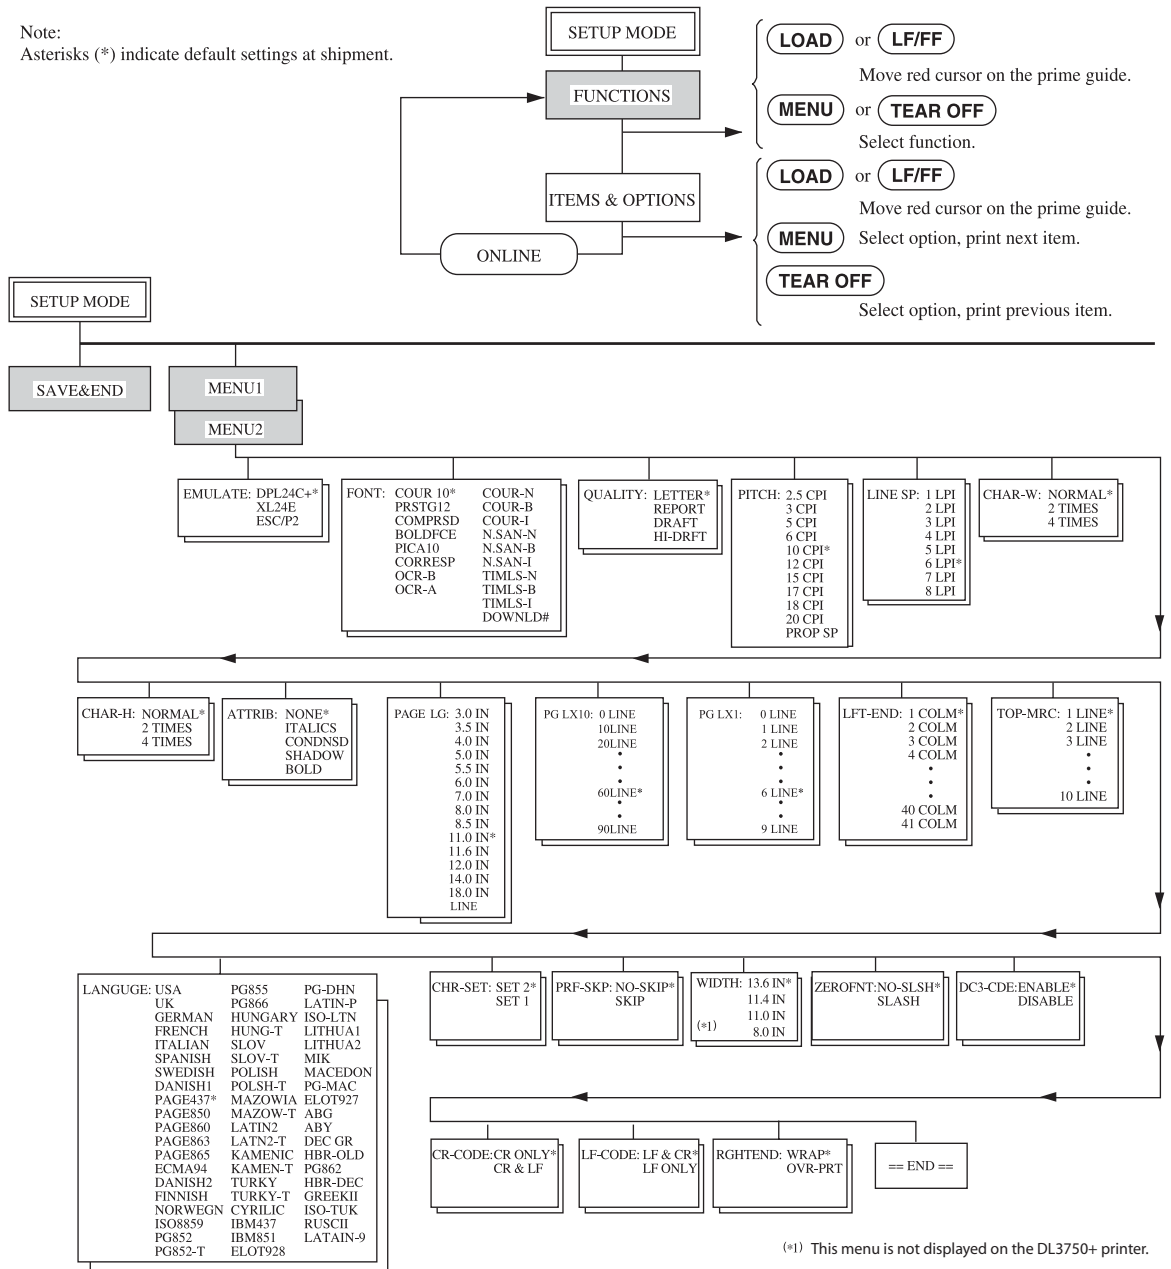 Note:
Asterisks (*) indicate default settings at shipment.
SETUP MODE
FUNCTIONS
ITEMS & OPTIONS
ONLINE
LOAD or LF/FF
Move red cursor on the prime guide.
MENU or TEAR OFF
Select function.
LOAD or LF/FF
Move red cursor on the prime guide.
MENU Select option, print next item.
TEAR OFF
Select option, print previous item.
SETUP MODE
SAVE&END
MENU1
MENU2
EMULATE: DPL24C+*
XL24E
ESC/P2
FONT: COUR 10* COUR-N
PRSTG12 COUR-B
COMPRSD COUR-I
BOLDFCE N.SAN-N
PICA10 N.SAN-B
CORRESP N.SAN-I
OCR-B TIMLS-N
OCR-A TIMLS-B
TIMLS-I
DOWNLD#
QUALITY: LETTER*
REPORT
DRAFT
HI-DRFT
PITCH: 2.5 CPI
3 CPI
5 CPI
6 CPI
10 CPI*
12 CPI
15 CPI
17 CPI
18 CPI
20 CPI
PROP SP
LINE SP: 1 LPI
2 LPI
3 LPI
4 LPI
5 LPI
6 LPI*
7 LPI
8 LPI
CHAR-W: NORMAL*
2 TIMES
4 TIMES
CHAR-H: NORMAL*
2 TIMES
4 TIMES
ATTRIB: NONE*
ITALICS
CONDNSD
SHADOW
BOLD
PAGE LG: 3.0 IN
3.5 IN
4.0 IN
5.0 IN
5.5 IN
6.0 IN
7.0 IN
8.0 IN
8.5 IN
11.0 IN*
11.6 IN
12.0 IN
14.0 IN
18.0 IN
LINE
PG LX10: 0 LINE
10LINE
20LINE
•
•
•
60LINE*
•
•
90LINE
PG LX1: 0 LINE
1 LINE
2 LINE
•
•
•
6 LINE*
•
•
9 LINE
LFT-END: 1 COLM*
2 COLM
3 COLM
4 COLM
•
•
•
40 COLM
41 COLM
TOP-MRC: 1 LINE*
2 LINE
3 LINE
•
•
•
10 LINE
LANGUGE: USA PG855 PG-DHN
UK PG866 LATIN-P
GERMAN HUNGARY ISO-LTN
FRENCH HUNG-T LITHUA1
ITALIAN SLOV LITHUA2
SPANISH SLOV-T MIK
SWEDISH POLISH MACEDON
DANISH1 POLSH-T PG-MAC
PAGE437* MAZOWIA ELOT927
PAGE850 MAZOW-T ABG
PAGE860 LATIN2 ABY
PAGE863 LATN2-T DEC GR
PAGE865 KAMENIC HBR-OLD
ECMA94 KAMEN-T PG862
DANISH2 TURKY HBR-DEC
FINNISH TURKY-T GREEKII
NORWEGN CYRILIC ISO-TUK
ISO8859 IBM437 RUSCII
PG852 IBM851 LATAIN-9
PG852-T ELOT928
CHR-SET: SET 2*
SET 1
PRF-SKP: NO-SKIP*
SKIP
WIDTH: 13.6 IN*
11.4 IN
11.0 IN
(*1) 8.0 IN
ZEROFNT:NO-SLSH*
SLASH
DC3-CDE:ENABLE*
DISABLE
CR-CODE:CR ONLY*
CR & LF
LF-CODE: LF & CR*
LF ONLY
RGHTEND: WRAP*
OVR-PRT
== END ==
(*1) This menu is not displayed on the DL3750+ printer.